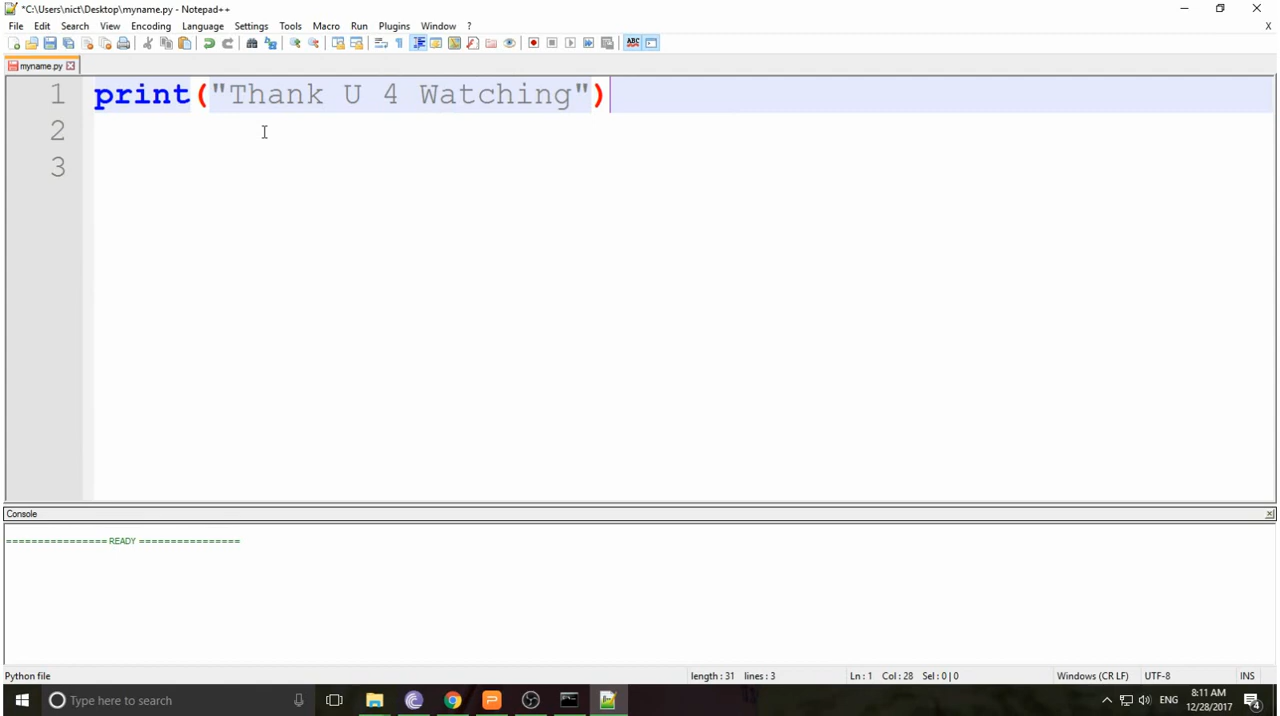 *C:\Users\nict\Desktop\myname.py - Notepad++
File Edit Search View Encoding Language Settings Tools Macro Run Plugins Window ? X
ABC
myname.py
1 print("Thank U 4 Watching")
2
3
Console
================ READY ================
Python file length : 31 lines : 3 Ln : 1 Col : 28 Sel : 0 | 0 Windows (CR LF) UTF-8 INS
Type here to search ENG 8:11 AM
12/28/2017 4